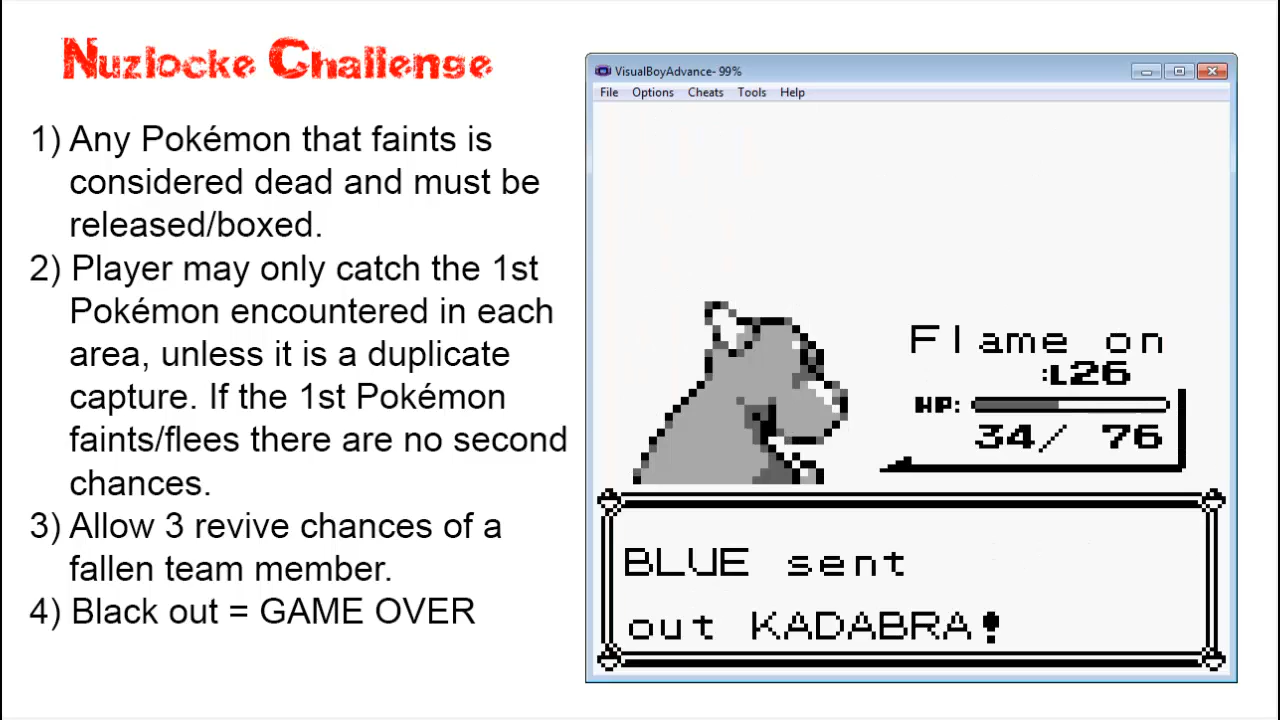 Nuzlocke Challenge
1) Any Pokémon that faints is
considered dead and must be
released/boxed.
2) Player may only catch the 1st
Pokémon encountered in each
area, unless it is a duplicate
capture. If the 1st Pokémon
faints/flees there are no second
chances.
3) Allow 3 revive chances of a
fallen team member.
4) Black out = GAME OVER
VisualBoyAdvance- 99%
File Options Cheats Tools Help
Flame on
:L26
HP:
34/ 76
BLUE sent
out KADABRA!